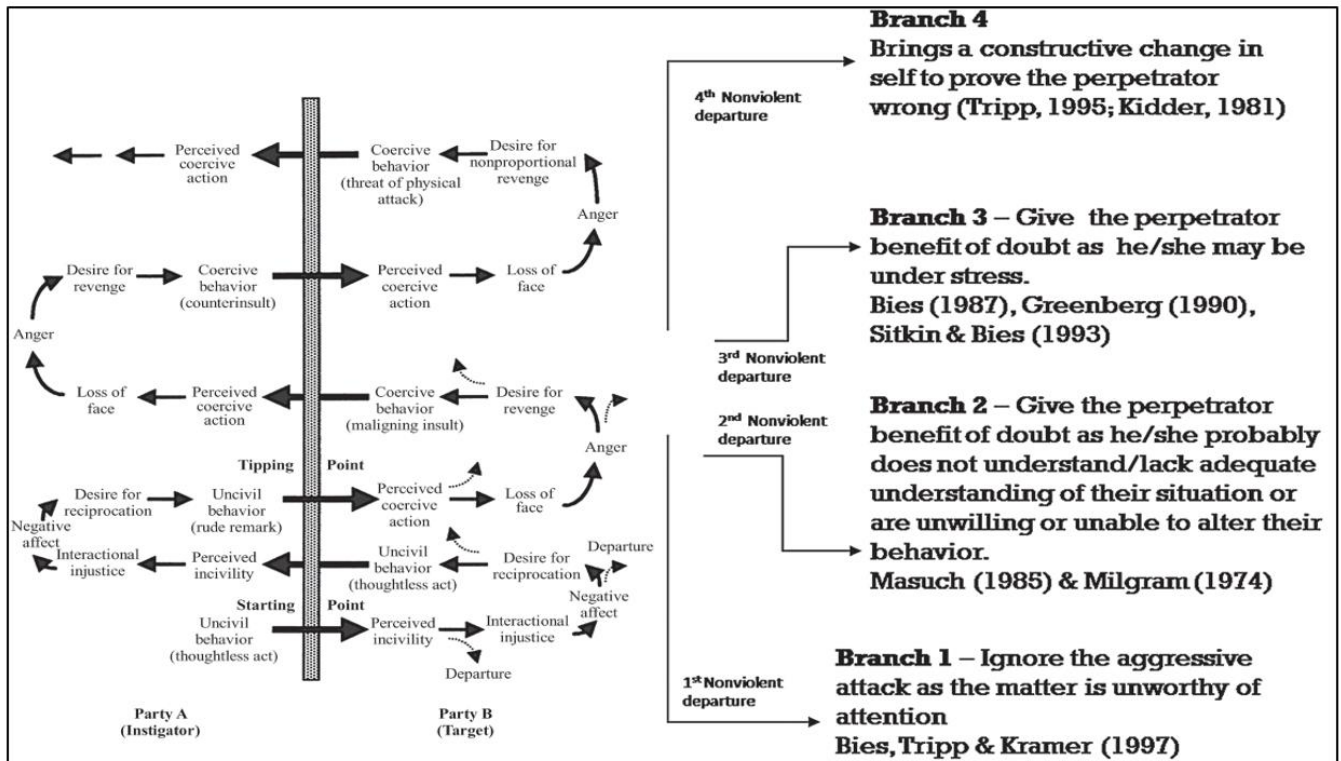 Perceived
coercive
action
Coercive
behavior
(threat of physical
attack)
Desire for
nonproportional
revenge
Anger
Desire for
revenge
Coercive
behavior
(counterinsult)
Perceived
coercive
action
Loss of
face
Anger
Loss of
face
Perceived
coercive
action
Coercive
behavior
(maligning insult)
Desire for
revenge
Anger
Tipping Point
Desire for
reciprocation
Uncivil
behavior
(rude remark)
Perceived
coercive
action
Loss of
face
Negative
affect
Interactional
injustice
Perceived
incivility
Uncivil
behavior
(thoughtless act)
Desire for
reciprocation
Departure
Negative
affect
Starting Point
Uncivil
behavior
(thoughtless act)
Perceived
incivility
Interactional
injustice
Departure
Party A
(Instigator)
Party B
(Target)
4th Nonviolent
departure
Branch 4
Brings a constructive change in
self to prove the perpetrator
wrong (Tripp, 1995; Kidder, 1981)
3rd Nonviolent
departure
Branch 3 – Give the perpetrator
benefit of doubt as he/she may be
under stress.
Bies (1987), Greenberg (1990),
Sitkin & Bies (1993)
2nd Nonviolent
departure
Branch 2 – Give the perpetrator
benefit of doubt as he/she probably
does not understand/lack adequate
understanding of their situation or
are unwilling or unable to alter their
behavior.
Masuch (1985) & Milgram (1974)
1st Nonviolent
departure
Branch 1 – Ignore the aggressive
attack as the matter is unworthy of
attention
Bies, Tripp & Kramer (1997)